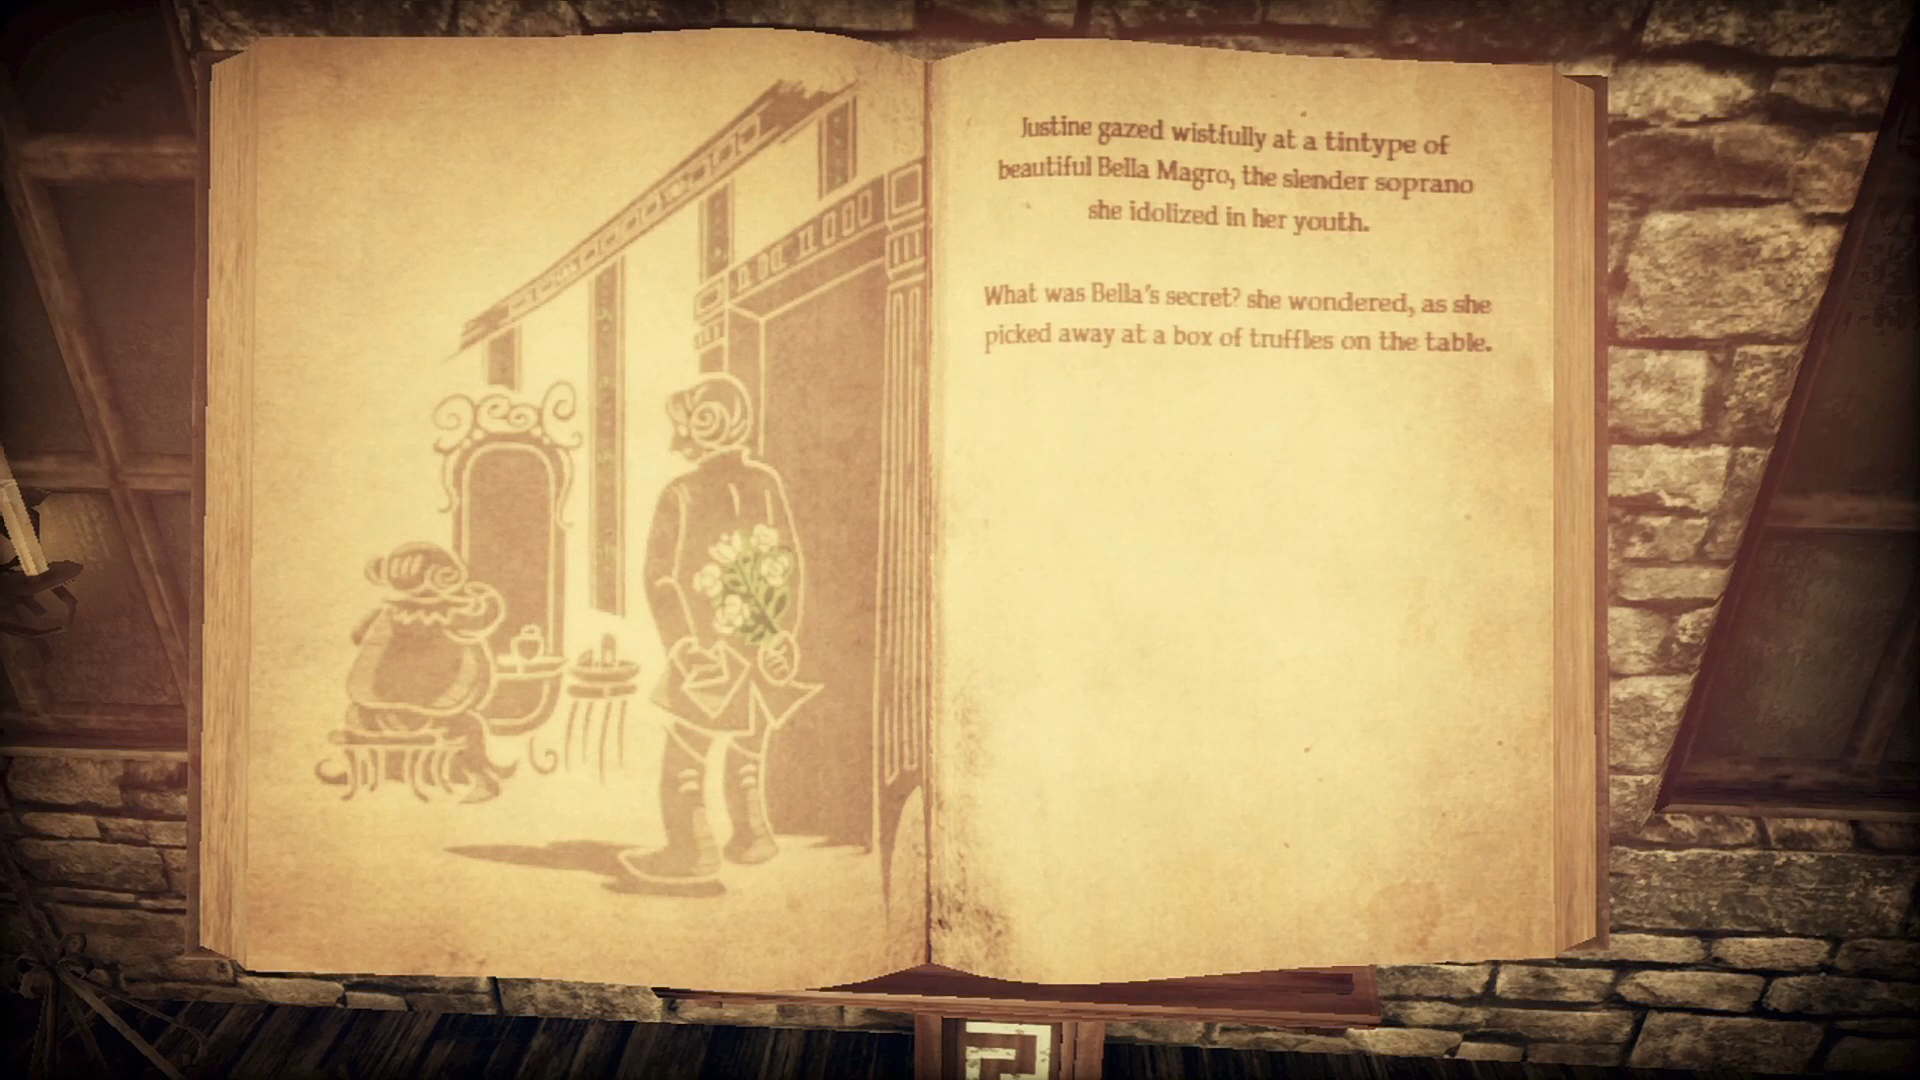 Justine gazed wistfully at a tintype of
beautiful Bella Magro, the slender soprano
she idolized in her youth.
What was Bella's secret? she wondered, as she
picked away at a box of truffles on the table.